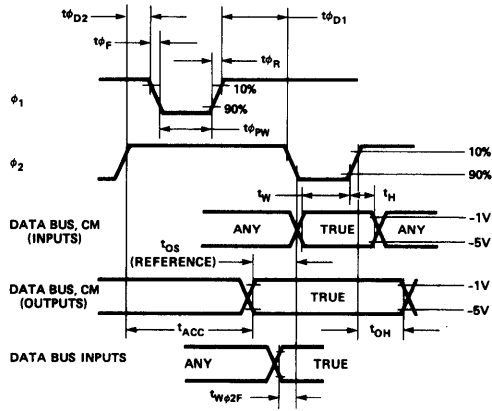 tφD2
tφD1
tφF
tφR
10%
φ1
90%
tφPW
10%
φ2
90%
tW
tH
DATA BUS, CM
(INPUTS)
ANY
TRUE
ANY
-1V
-5V
tOS
(REFERENCE)
DATA BUS, CM
(OUTPUTS)
TRUE
-1V
-5V
tACC
tOH
DATA BUS INPUTS
ANY
TRUE
tWφ2F